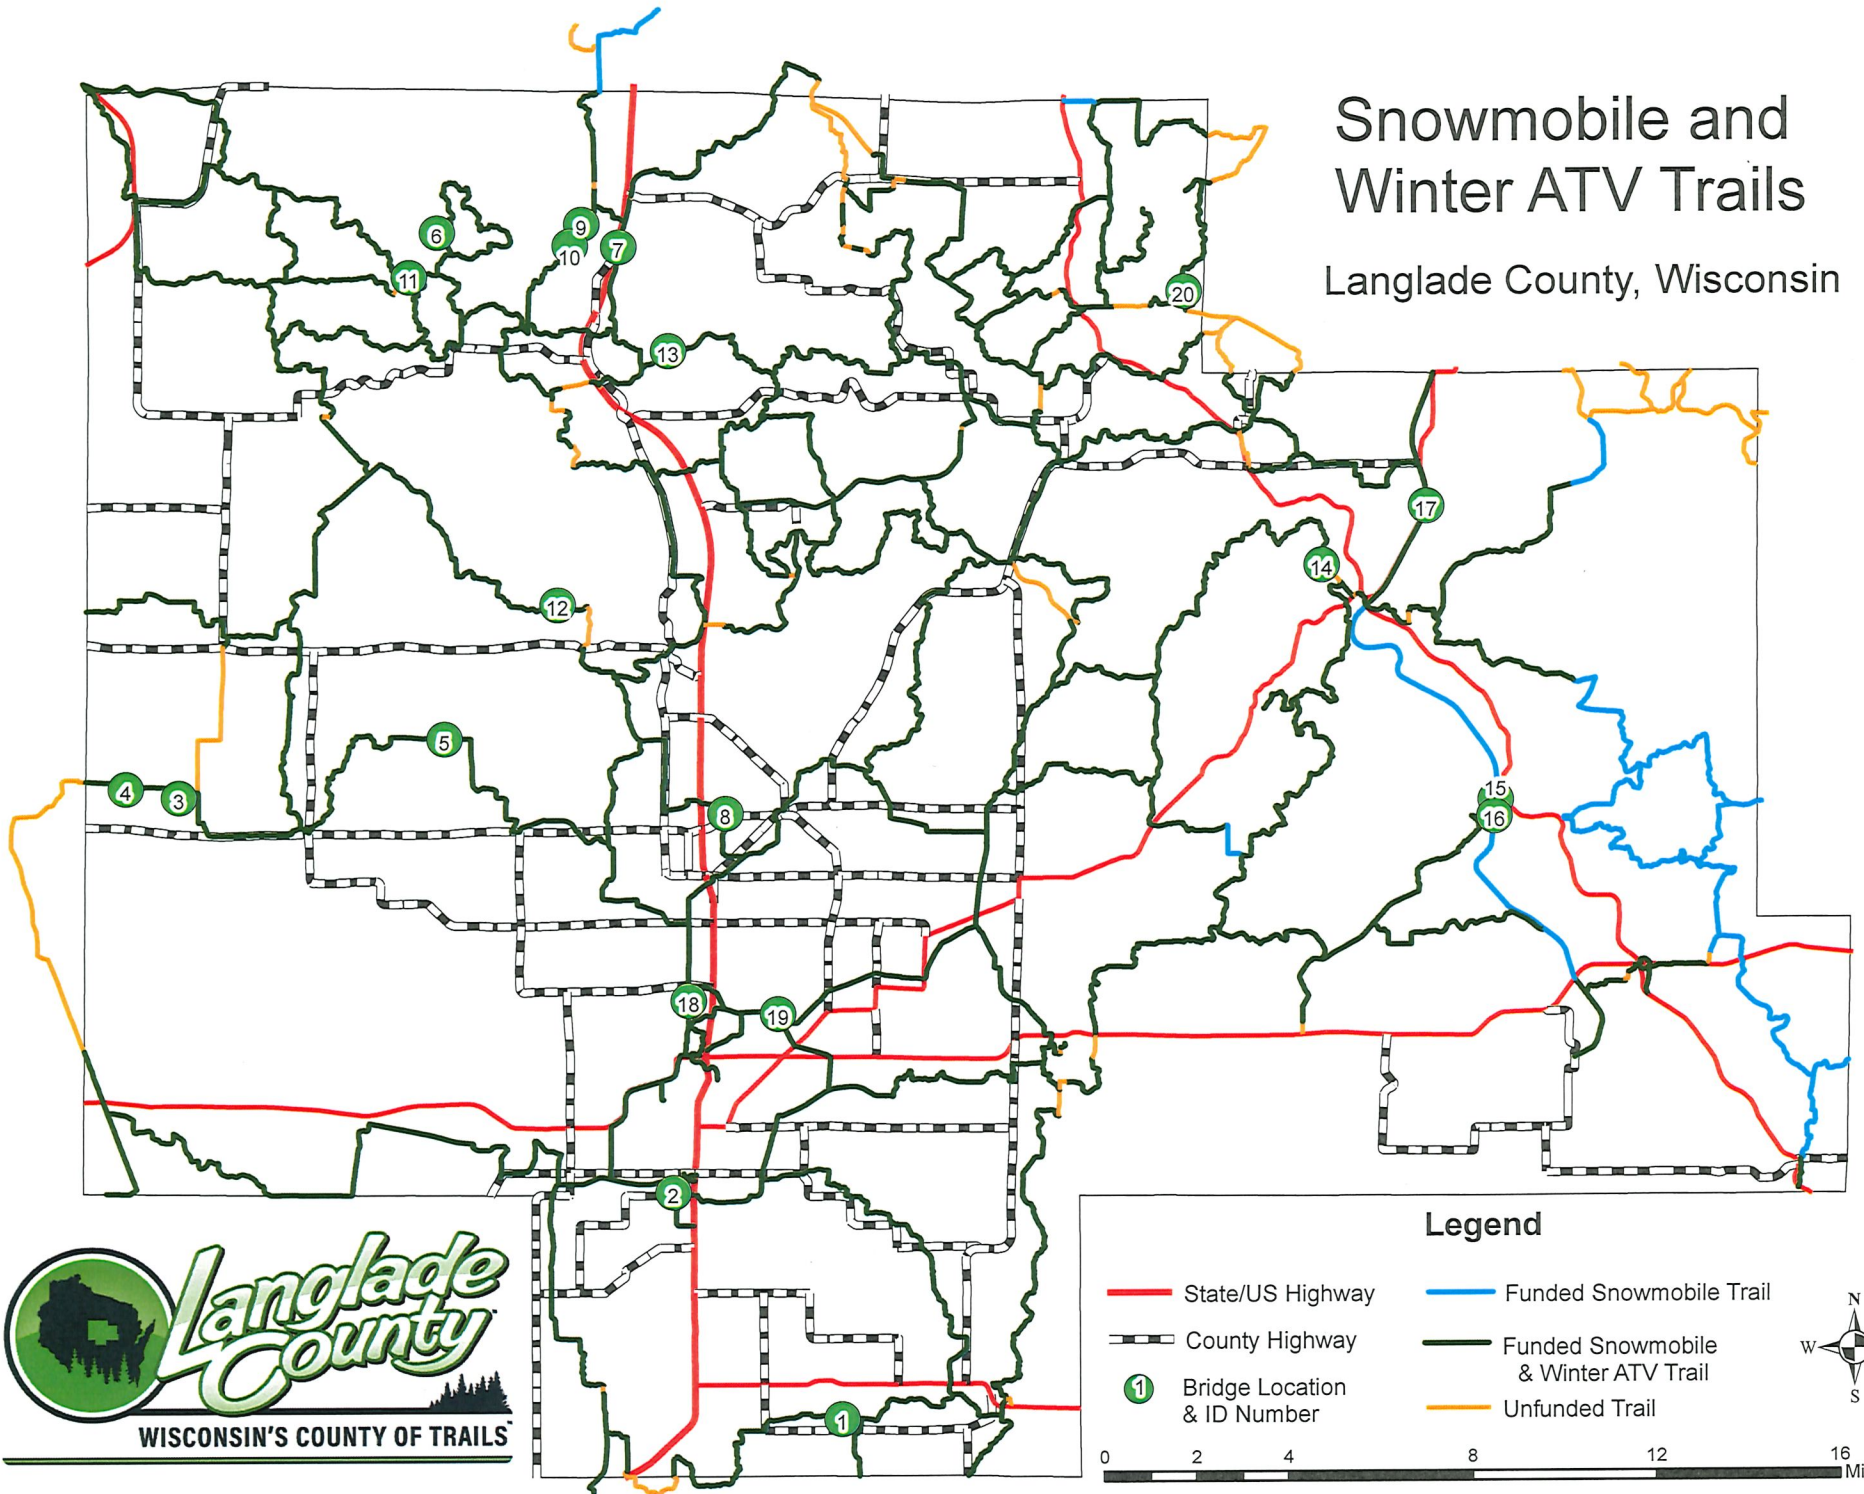 Snowmobile and
Winter ATV Trails
Langlade County, Wisconsin
6
9
10
7
11
13
20
17
14
12
5
4
3
8
15
16
18
19
2
1
Langlade
County
WISCONSIN'S COUNTY OF TRAILS
Legend
State/US Highway
County Highway
1
Bridge Location
& ID Number
Funded Snowmobile Trail
Funded Snowmobile
& Winter ATV Trail
Unfunded Trail
N
W
S
0 2 4 8 12 16